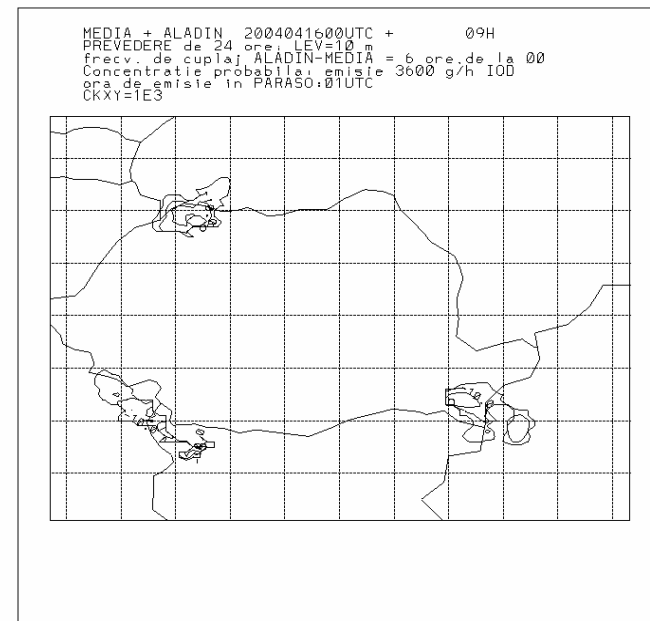 MEDIA + ALADIN 2004041600UTC + 09H
PREVEDERE de 24 ore, LEV=10 m
frecv. de cuplaj ALADIN-MEDIA = 6 ore,de la 00
Concentratie probabila, emisie 3600 g/h IOD
ora de emisie in PARASO:01UTC
CKXY=1E3